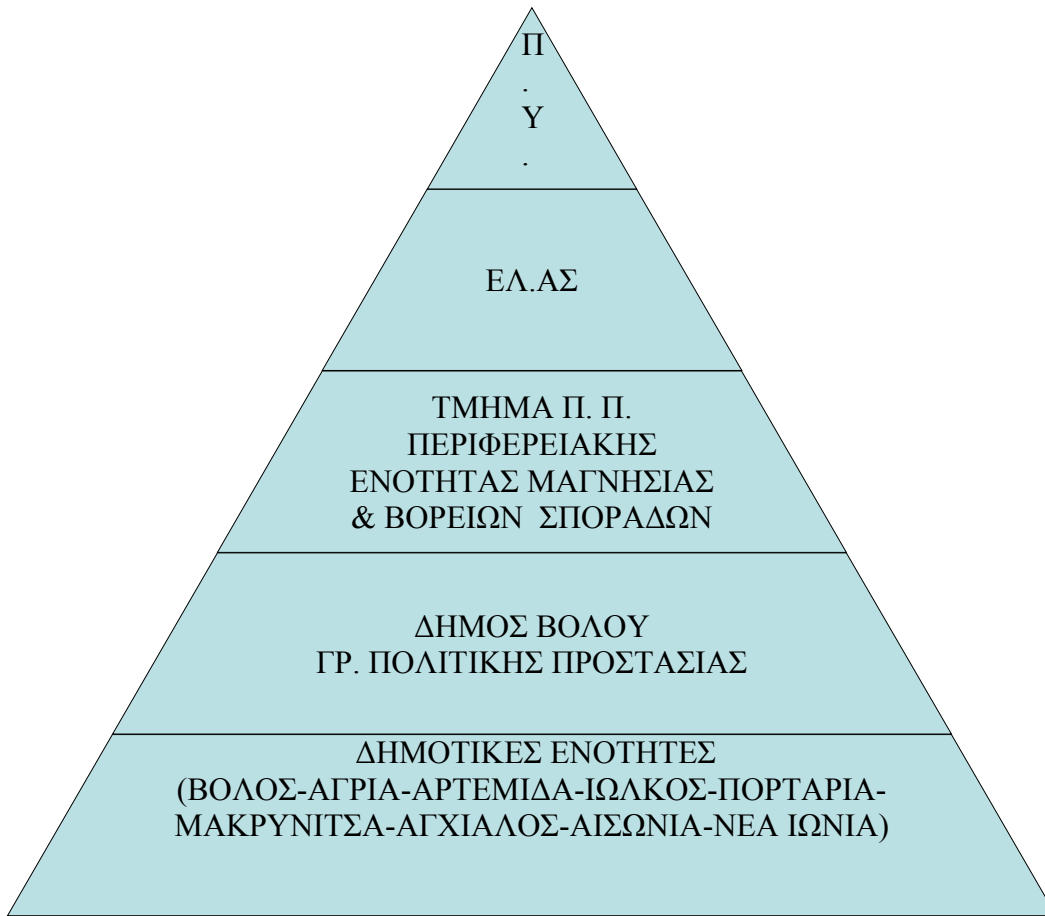 Π
.
Υ
.
ΕΛ.ΑΣ
ΤΜΗΜΑ Π. Π.
ΠΕΡΙΦΕΡΕΙΑΚΗΣ
ΕΝΟΤΗΤΑΣ ΜΑΓΝΗΣΙΑΣ
& ΒΟΡΕΙΩΝ ΣΠΟΡΑΔΩΝ
ΔΗΜΟΣ ΒΟΛΟΥ
ΓΡ. ΠΟΛΙΤΙΚΗΣ ΠΡΟΣΤΑΣΙΑΣ
ΔΗΜΟΤΙΚΕΣ ΕΝΟΤΗΤΕΣ
(ΒΟΛΟΣ-ΑΓΡΙΑ-ΑΡΤΕΜΙΔΑ-ΙΩΛΚΟΣ-ΠΟΡΤΑΡΙΑ-
ΜΑΚΡΥΝΙΤΣΑ-ΑΓΧΙΑΛΟΣ-ΑΙΣΩΝΙΑ-ΝΕΑ ΙΩΝΙΑ)